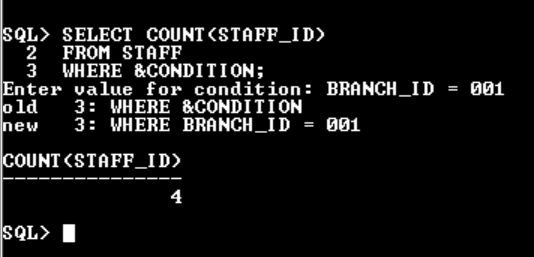 SQL> SELECT COUNT(STAFF_ID)
2 FROM STAFF
3 WHERE &CONDITION;
Enter value for condition: BRANCH_ID = 001
old 3: WHERE &CONDITION
new 3: WHERE BRANCH_ID = 001
COUNT(STAFF_ID)
---------------
4
SQL>